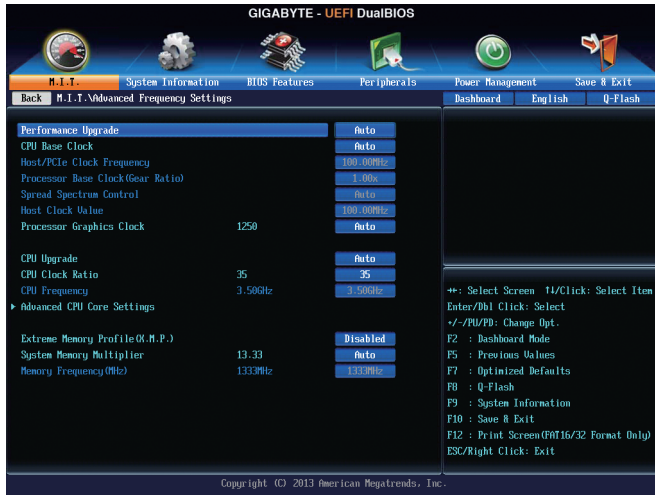 GIGABYTE - UEFI DualBIOS
M.I.T. System Information BIOS Features Peripherals Power Management Save & Exit
Back M.I.T.\Advanced Frequency Settings Dashboard English Q-Flash
Performance Upgrade Auto
CPU Base Clock Auto
Host/PCIe Clock Frequency 100.00MHz
Processor Base Clock(Gear Ratio) 1.00x
Spread Spectrum Control Auto
Host Clock Value 100.00MHz
Processor Graphics Clock 1250 Auto
CPU Upgrade Auto
CPU Clock Ratio 35 35
CPU Frequency 3.50GHz 3.50GHz
Advanced CPU Core Settings
Extreme Memory Profile(X.M.P.) Disabled
System Memory Multiplier 13.33 Auto
Memory Frequency(MHz) 1333MHz 1333MHz
→←: Select Screen ↑↓/Click: Select Item
Enter/Dbl Click: Select
+/-/PU/PD: Change Opt.
F2 : Dashboard Mode
F5 : Previous Values
F7 : Optimized Defaults
F8 : Q-Flash
F9 : System Information
F10 : Save & Exit
F12 : Print Screen(FAT16/32 Format Only)
ESC/Right Click: Exit
Copyright (C) 2013 American Megatrends, Inc.